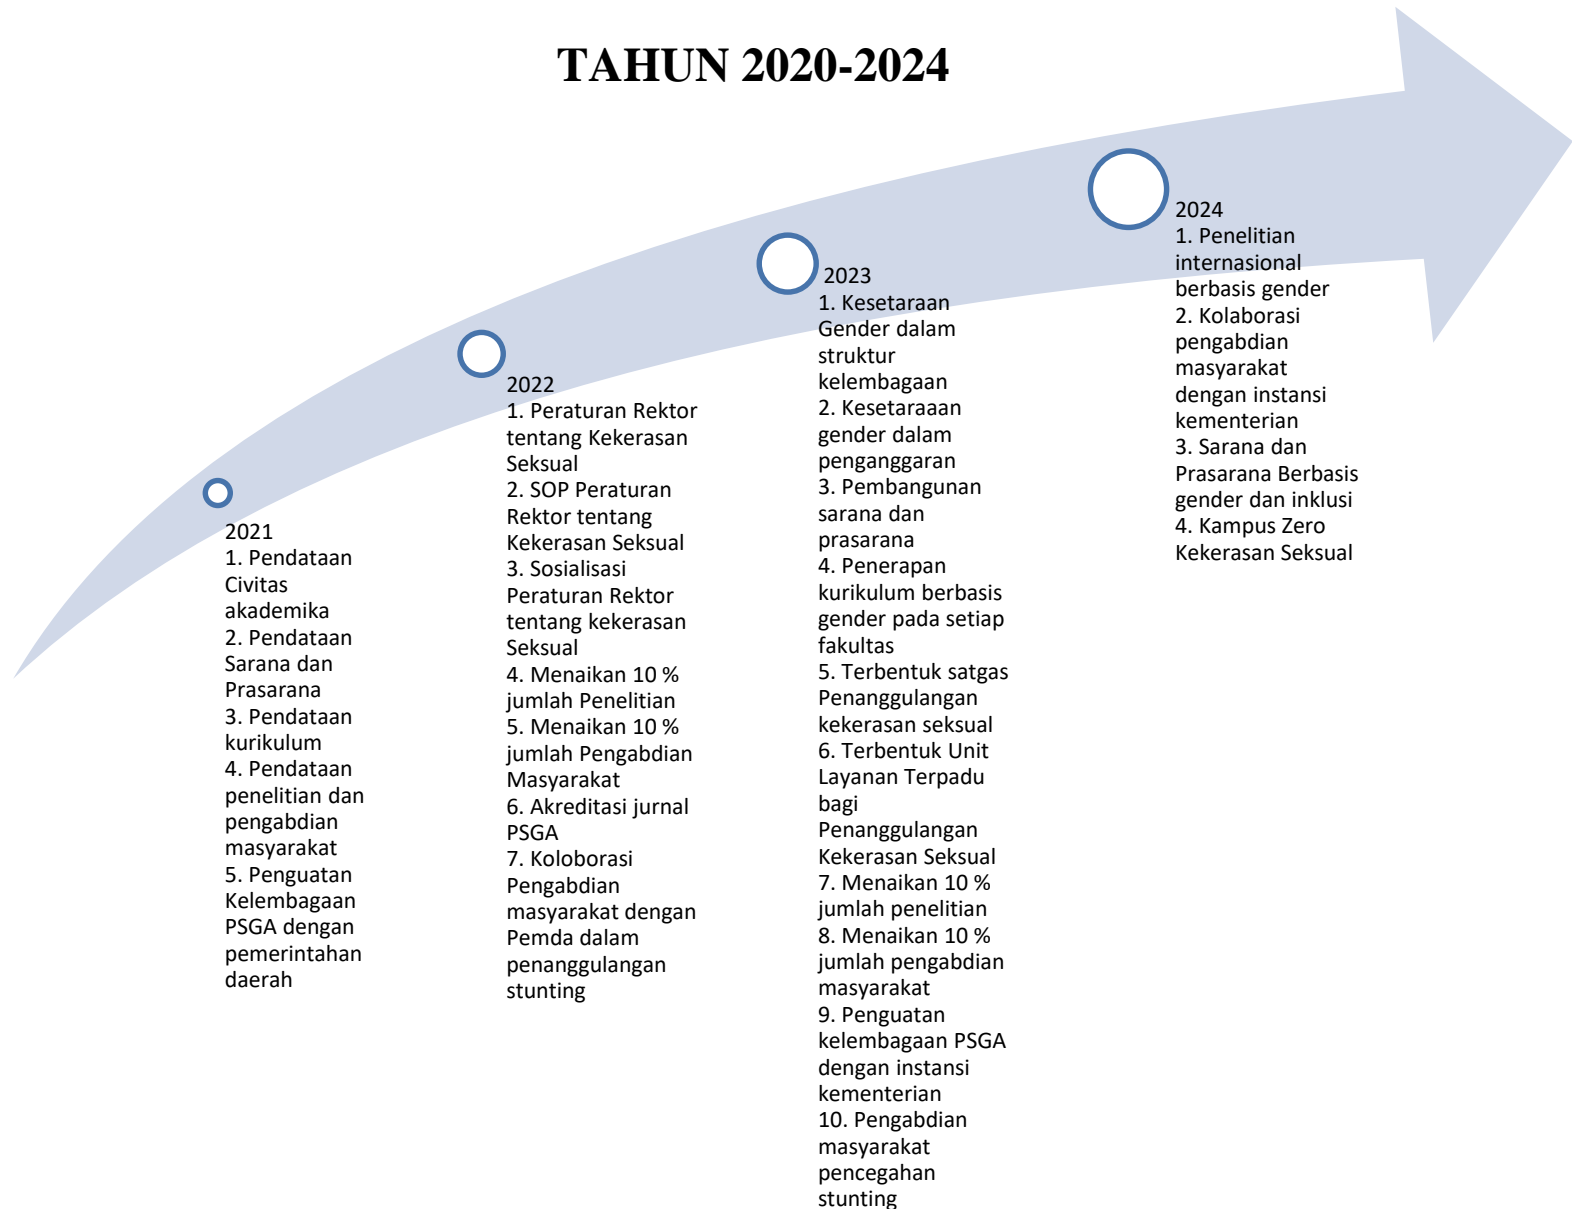 TAHUN 2020-2024
2021
1. Pendataan
Civitas
akademika
2. Pendataan
Sarana dan
Prasarana
3. Pendataan
kurikulum
4. Pendataan
penelitian dan
pengabdian
masyarakat
5. Penguatan
Kelembagaan
PSGA dengan
pemerintahan
daerah
2022
1. Peraturan Rektor
tentang Kekerasan
Seksual
2. SOP Peraturan
Rektor tentang
Kekerasan Seksual
3. Sosialisasi
Peraturan Rektor
tentang kekerasan
Seksual
4. Menaikan 10 %
jumlah Penelitian
5. Menaikan 10 %
jumlah Pengabdian
Masyarakat
6. Akreditasi jurnal
PSGA
7. Koloborasi
Pengabdian
masyarakat dengan
Pemda dalam
penanggulangan
stunting
2023
1. Kesetaraan
Gender dalam
struktur
kelembagaan
2. Kesetaraaan
gender dalam
penganggaran
3. Pembangunan
sarana dan
prasarana
4. Penerapan
kurikulum berbasis
gender pada setiap
fakultas
5. Terbentuk satgas
Penanggulangan
kekerasan seksual
6. Terbentuk Unit
Layanan Terpadu
bagi
Penanggulangan
Kekerasan Seksual
7. Menaikan 10 %
jumlah penelitian
8. Menaikan 10 %
jumlah pengabdian
masyarakat
9. Penguatan
kelembagaan PSGA
dengan instansi
kementerian
10. Pengabdian
masyarakat
pencegahan
stunting
2024
1. Penelitian
internasional
berbasis gender
2. Kolaborasi
pengabdian
masyarakat
dengan instansi
kementerian
3. Sarana dan
Prasarana Berbasis
gender dan inklusi
4. Kampus Zero
Kekerasan Seksual